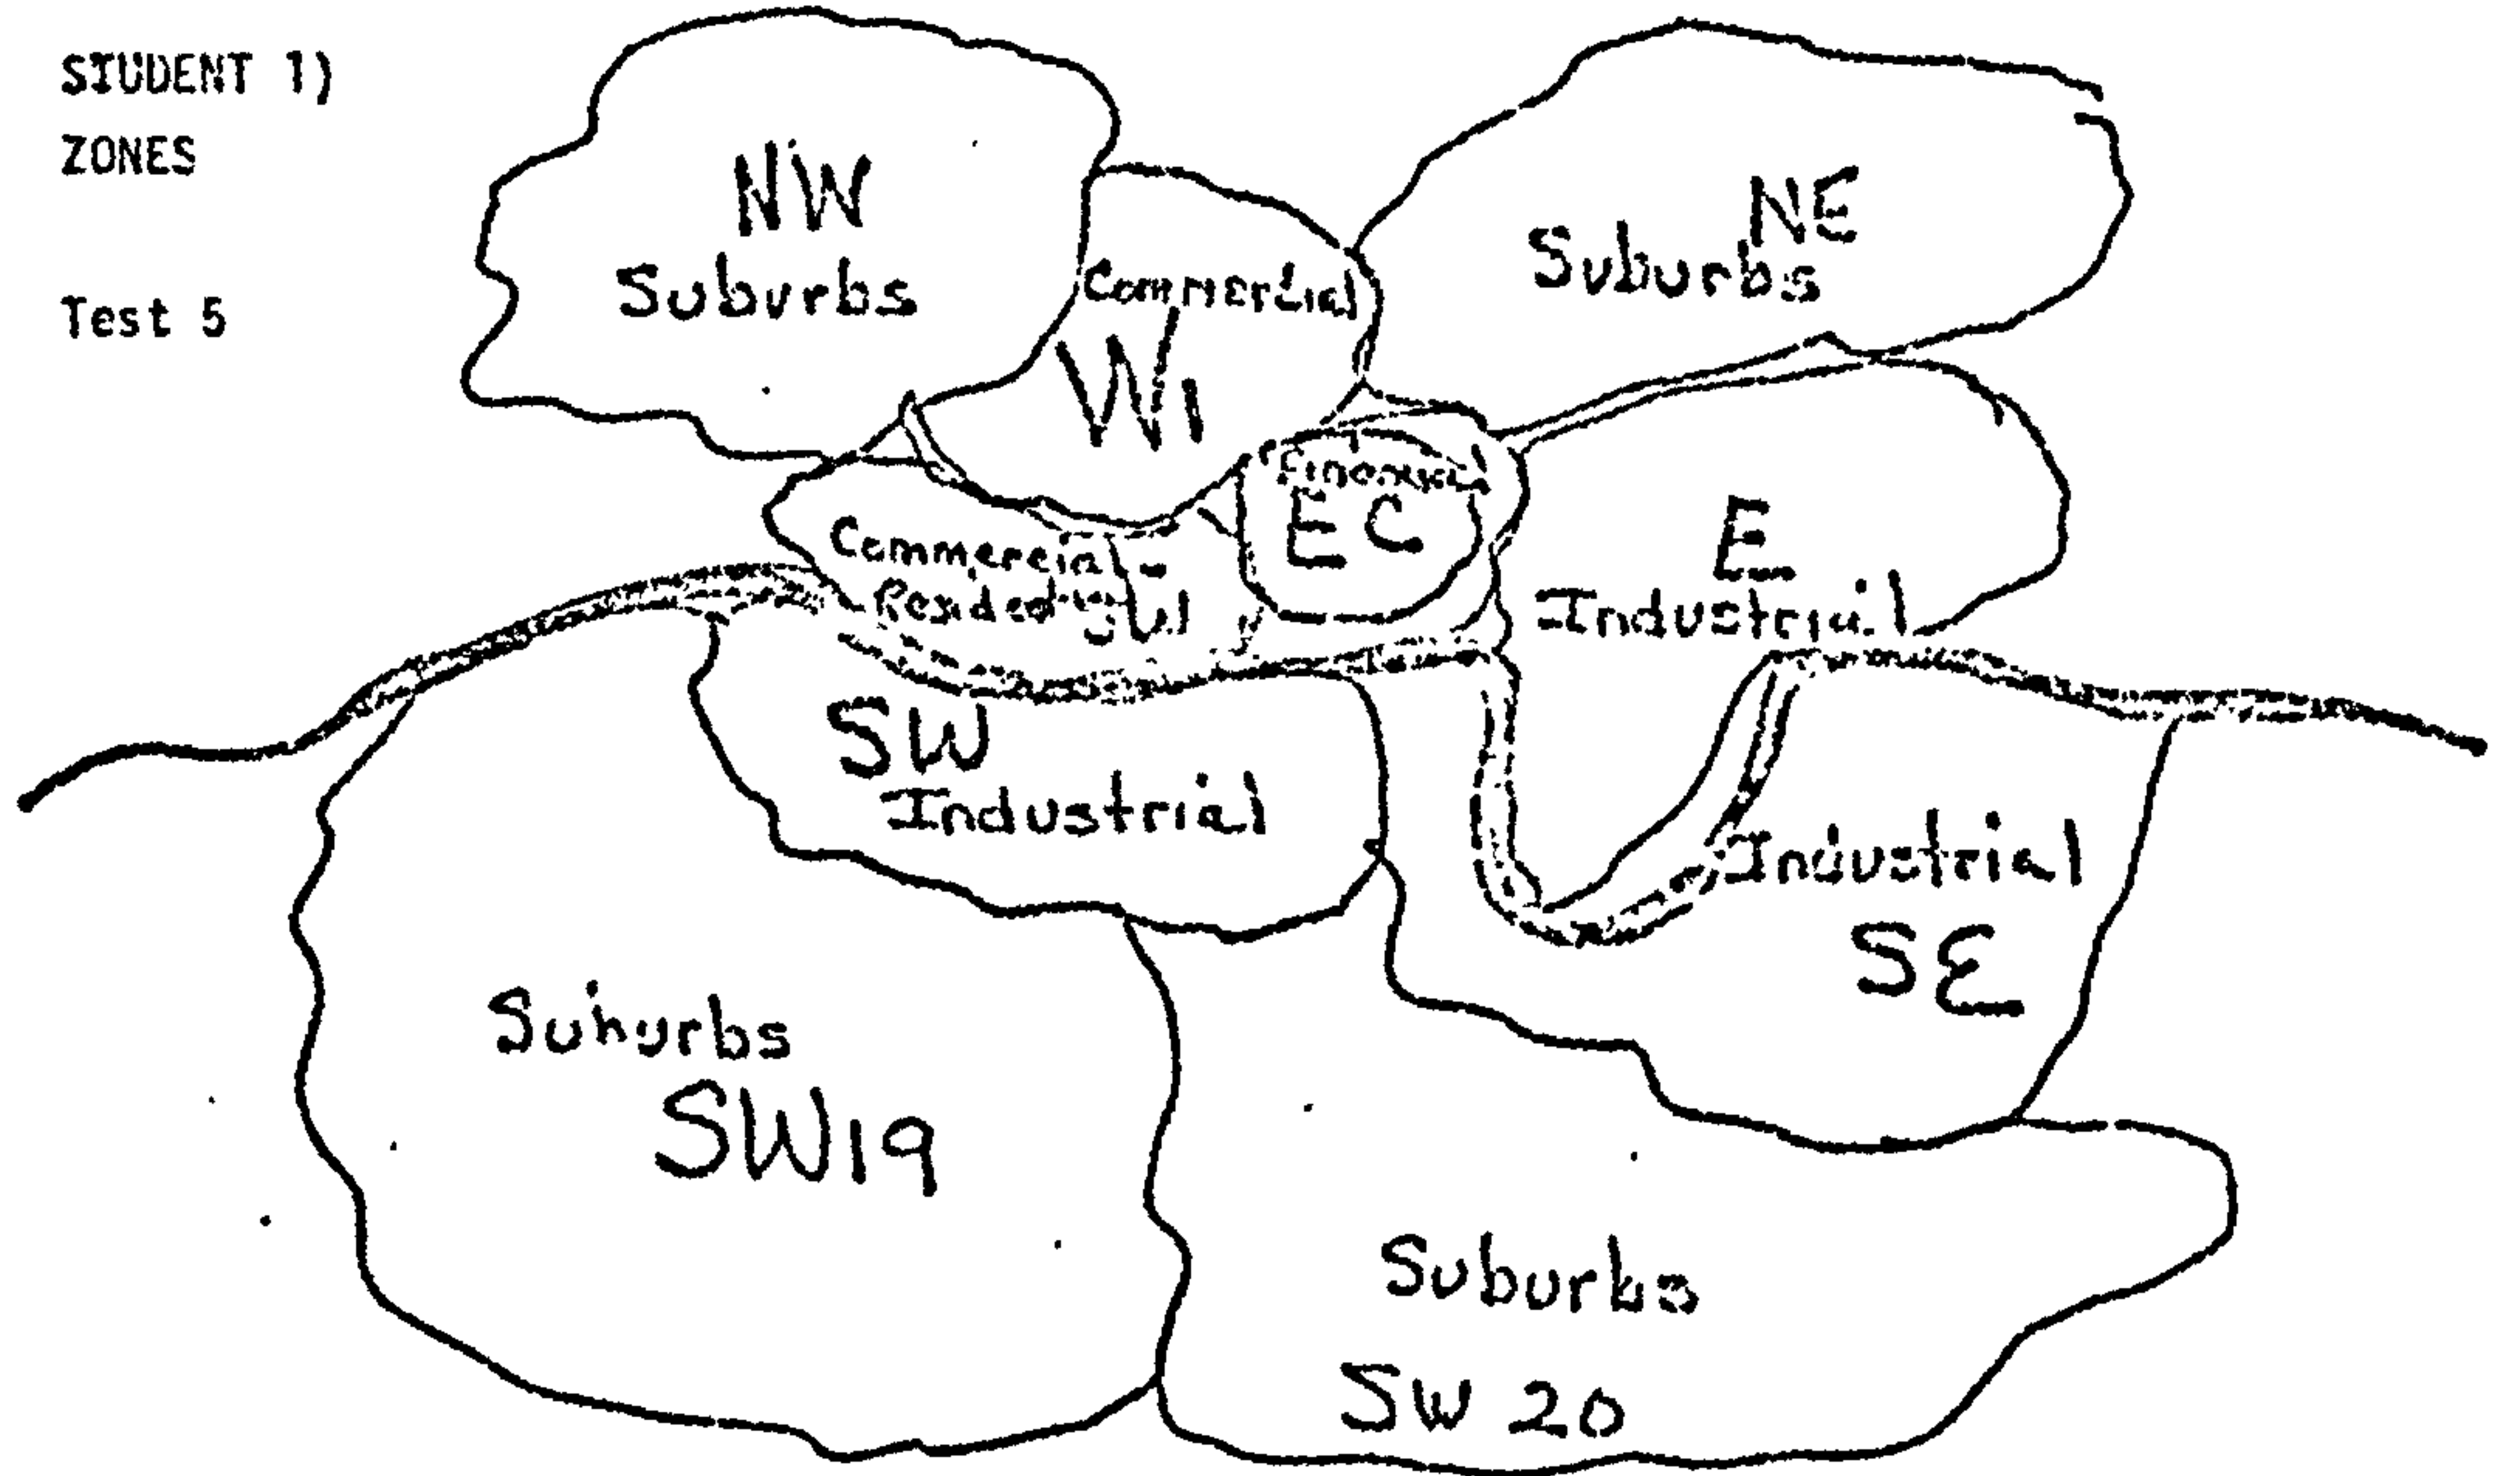 STUDENT 1)
ZONES
Test 5
NW
Suburbs
Commercial
W1
NE
Suburbs
Financial
EC
Commercial
E
Industrial
SW
Industrial
Industrial
SE
Suburbs
SW19
Suburbs
SW 20